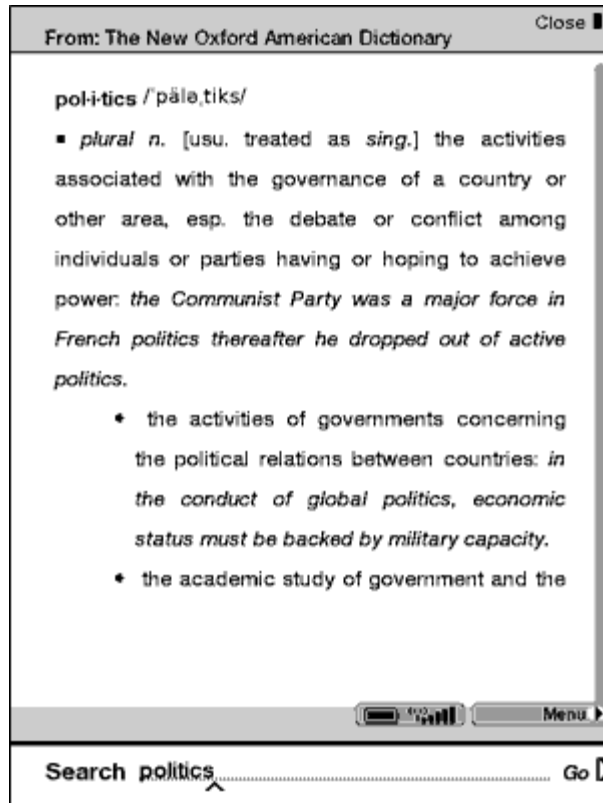 Close
From: The New Oxford American Dictionary
pol·i·tics /ˈpäləˌtiks/
▪ plural n. [usu. treated as sing.] the activities
associated with the governance of a country or
other area, esp. the debate or conflict among
individuals or parties having or hoping to achieve
power: the Communist Party was a major force in
French politics thereafter he dropped out of active
politics.
• the activities of governments concerning
the political relations between countries: in
the conduct of global politics, economic
status must be backed by military capacity.
• the academic study of government and the
Menu
Search politics Go